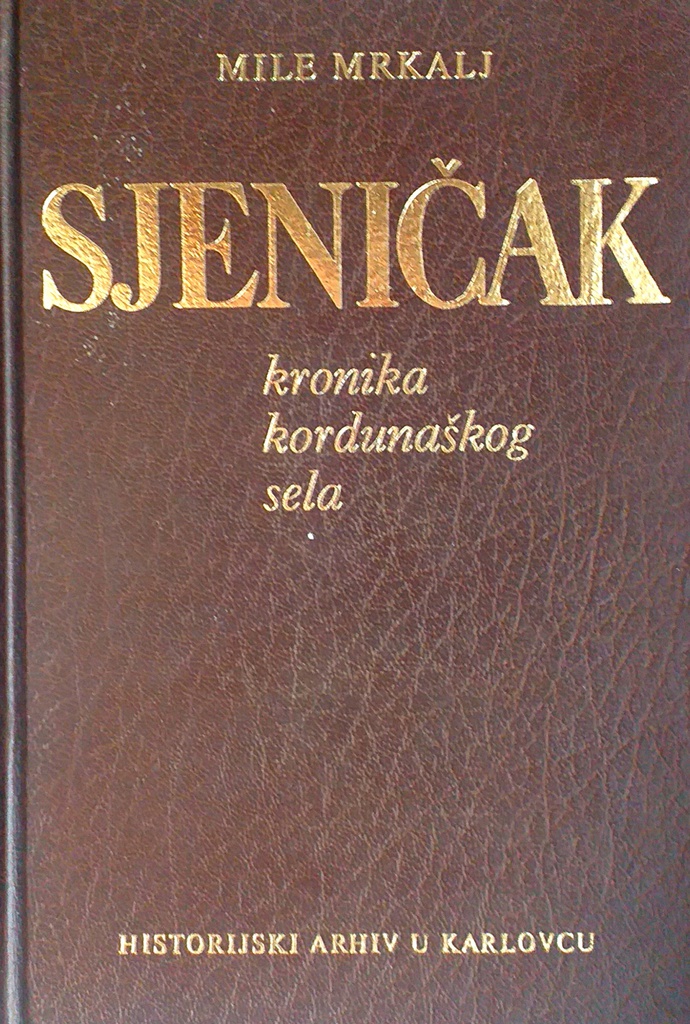 MILE MRKALJ
SJENIČAK
kronika
kordunaškog
sela
HISTORIJSKI ARHIV U KARLOVCU